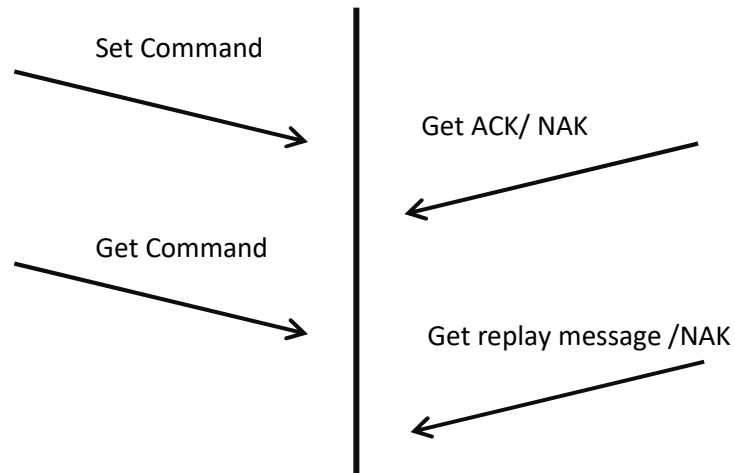 Set Command
Get ACK/ NAK
Get Command
Get replay message /NAK